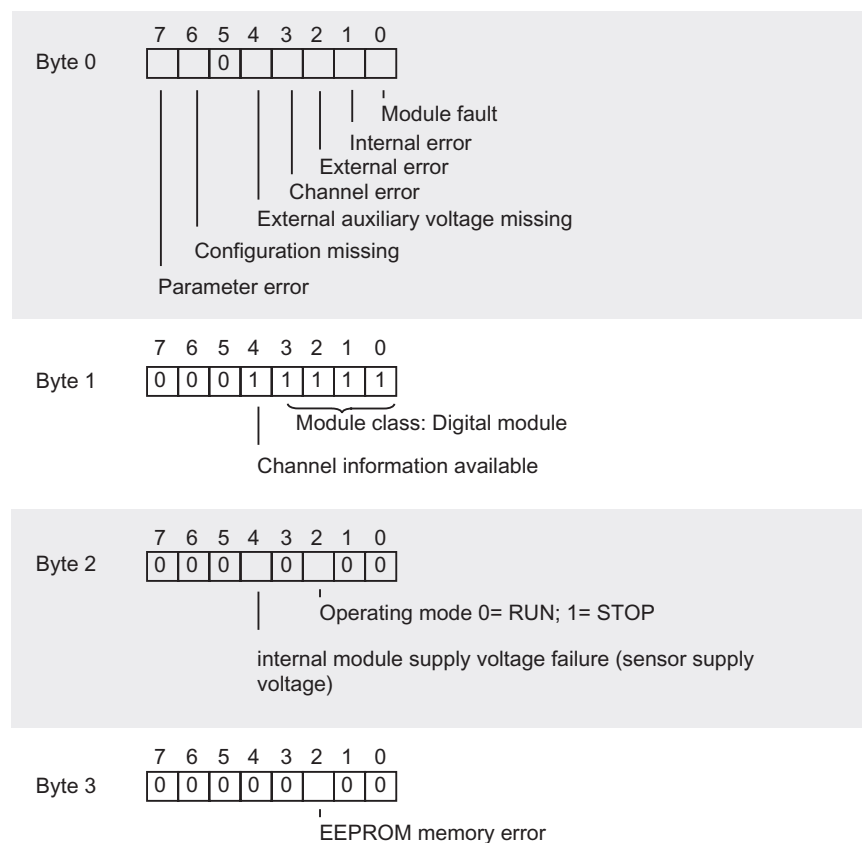 7 6 5 4 3 2 1 0
Byte 0 0
Module fault
Internal error
External error
Channel error
External auxiliary voltage missing
Configuration missing
Parameter error
7 6 5 4 3 2 1 0
Byte 1 0 0 0 1 1 1 1 1
Module class: Digital module
Channel information available
7 6 5 4 3 2 1 0
Byte 2 0 0 0 0 0 0
Operating mode 0= RUN; 1= STOP
internal module supply voltage failure (sensor supply
voltage)
7 6 5 4 3 2 1 0
Byte 3 0 0 0 0 0 0 0
EEPROM memory error